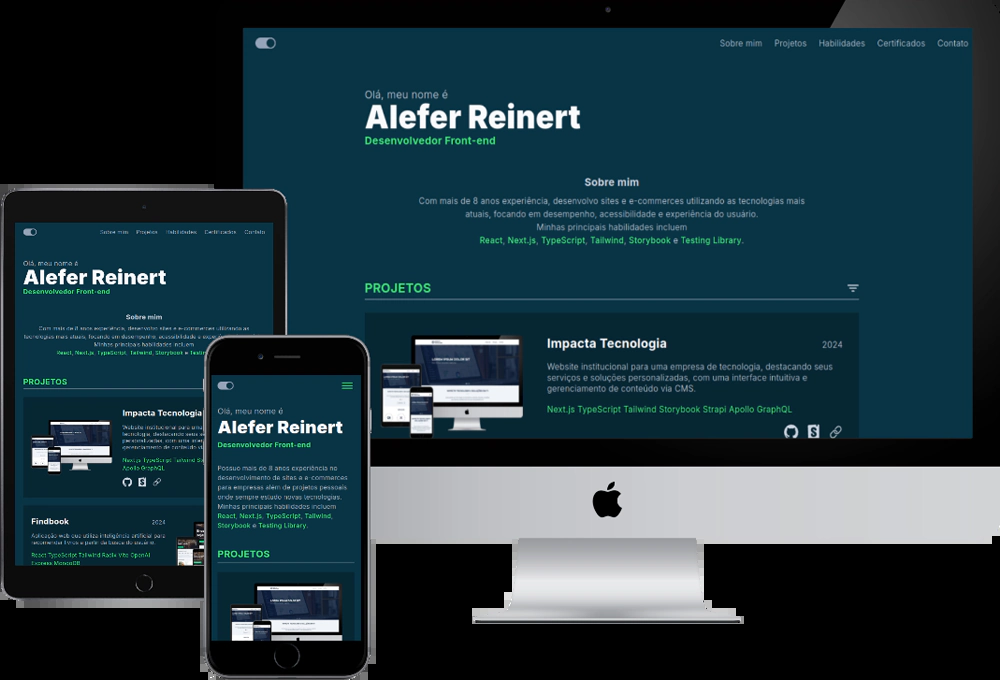 Sobre mim Projetos Habilidades Certificados Contato
Olá, meu nome é
Alefer Reinert
Desenvolvedor Front-end
Sobre mim
Com mais de 8 anos experiência, desenvolvo sites e e-commerces utilizando as tecnologias mais
atuais, focando em desempenho, acessibilidade e experiência do usuário.
Minhas principais habilidades incluem
React, Next.js, TypeScript, Tailwind, Storybook e Testing Library.
PROJETOS
Impacta Tecnologia 2024
Website institucional para uma empresa de tecnologia, destacando seus
serviços e soluções personalizadas, com uma interface intuitiva e
gerenciamento de conteúdo via CMS.
Next.js TypeScript Tailwind Storybook Strapi Apollo GraphQL
Sobre mim Projetos Habilidades Certificados Contato
Olá, meu nome é
Alefer Reinert
Desenvolvedor Front-end
Sobre mim
Com mais de 8 anos experiência, desenvolvo sites e e-commerces utilizando as
tecnologias mais atuais, focando em desempenho, acessibilidade e
Minhas principais habilidades incluem
React, Next.js, TypeScript, Tailwind, Storybook e
PROJETOS
Impacta Tecnologia
Website institucional para uma
tecnologia, destacando seus
personalizadas, com uma
gerenciamento de conteúdo via
Next.js TypeScript Tailwind
Apollo GraphQL
Findbook 2024
Aplicação web que utiliza inteligência artificial para
recomendar livros a partir da busca do usuário.
React TypeScript Tailwind Radix Vite OpenAI
Express MongoDB
Olá, meu nome é
Alefer Reinert
Desenvolvedor Front-end
Possuo mais de 8 anos experiência no
desenvolvimento de sites e e-commerces
para empresas além de projetos pessoais
onde sempre estudo novas tecnologias.
Minhas principais habilidades incluem
React, Next.js, TypeScript, Tailwind,
Storybook e Testing Library.
PROJETOS